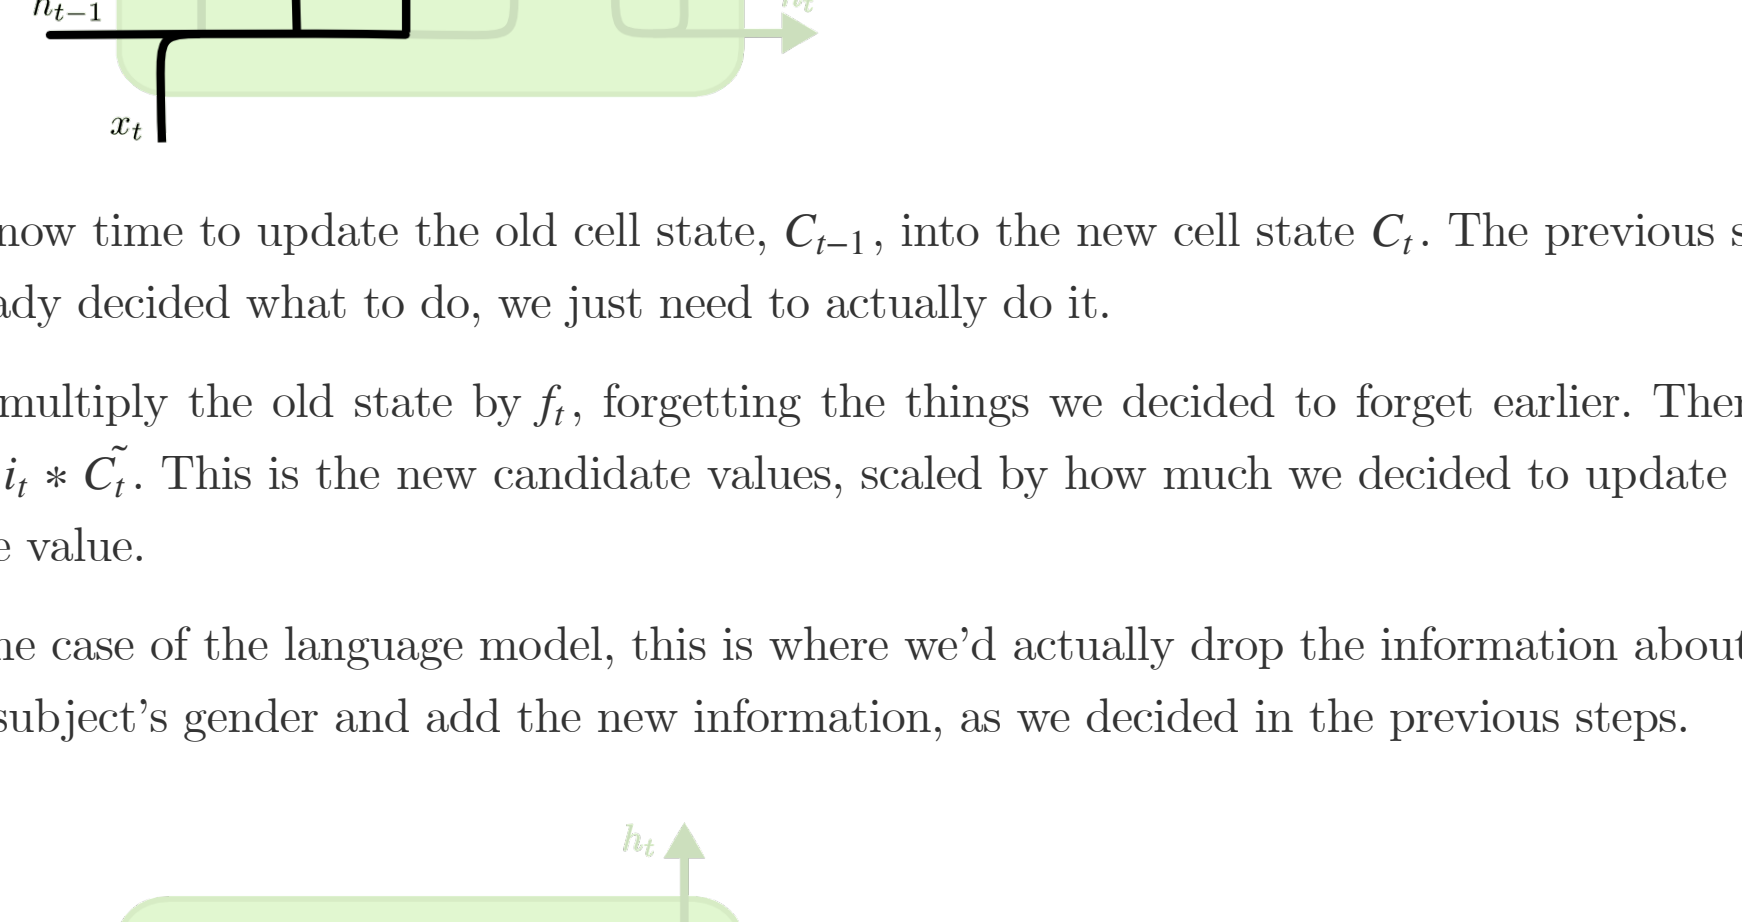 h_{t-1}
h_t
x_t
now time to update the old cell state, C_{t-1}, into the new cell state C_t. The previous
decided what to do, we just need to actually do it.
multiply the old state by f_t, forgetting the things we decided to forget earlier.
i_t * C̃_t. This is the new candidate values, scaled by how much we decided to update
value.
case of the language model, this is where we’d actually drop the information about
subject’s gender and add the new information, as we decided in the previous steps.
h_t